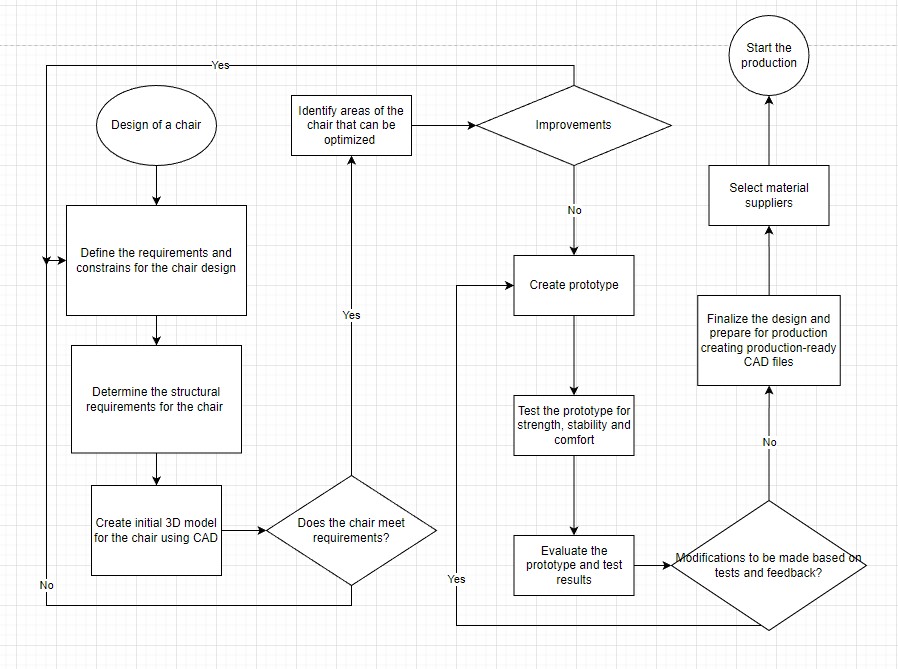 Start the
production
Yes
Design of a chair
Identify areas of the
chair that can be
optimized
Improvements
Select material
suppliers
No
Define the requirements and
constrains for the chair design
Create prototype
Yes
Finalize the design and
prepare for production
creating production-ready
CAD files
Determine the structural
requirements for the chair
Test the prototype for
strength, stability and
comfort
No
Create initial 3D model
for the chair using CAD
Does the chair meet
requirements?
Evaluate the
prototype and test
results
Modifications to be made based on
tests and feedback?
No
Yes